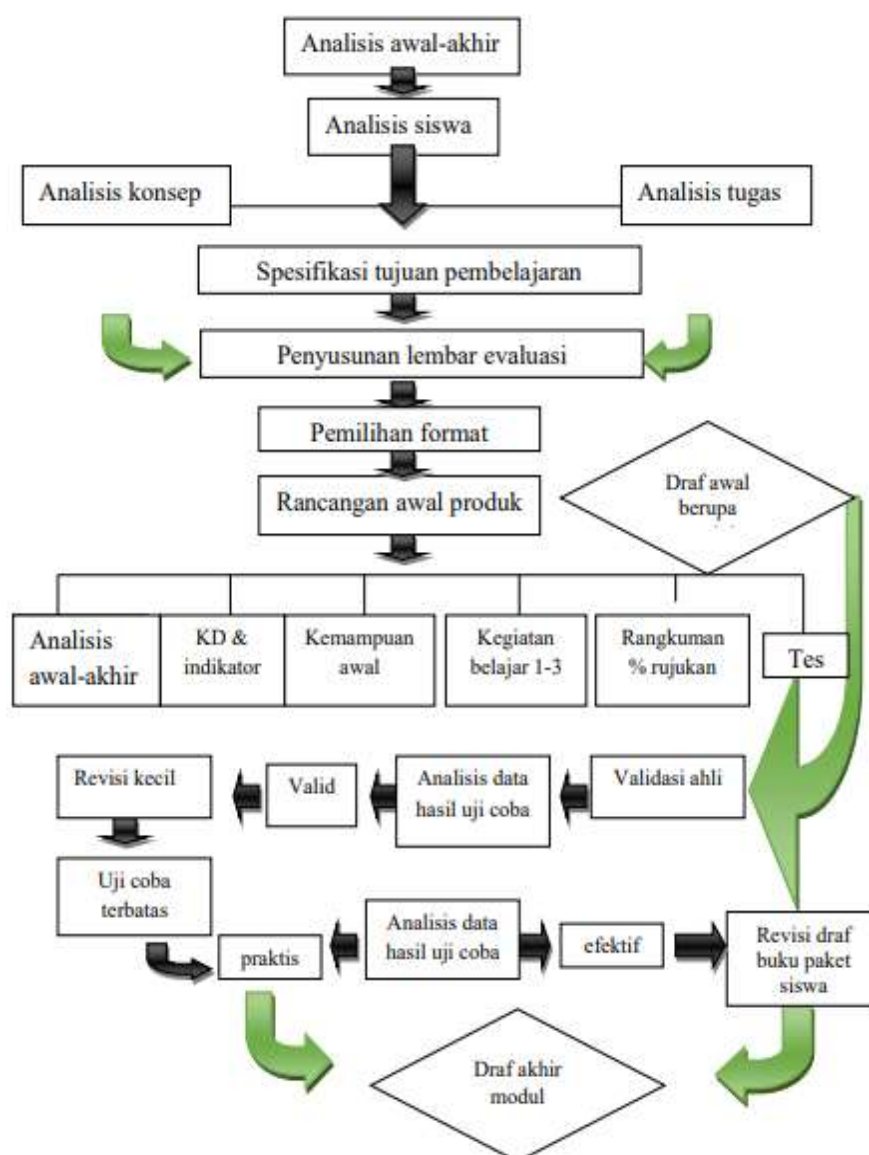 Analisis awal-akhir
Analisis siswa
Analisis konsep
Analisis tugas
Spesifikasi tujuan pembelajaran
Penyusunan lembar evaluasi
Pemilihan format
Rancangan awal produk
Draf awal
berupa
Analisis
awal-akhir
KD &
indikator
Kemampuan
awal
Kegiatan
belajar 1-3
Rangkuman
% rujukan
Tes
Revisi kecil
Valid
Analisis data
hasil uji coba
Validasi ahli
Uji coba
terbatas
praktis
Analisis data
hasil uji coba
efektif
Revisi draf
buku paket
siswa
Draf akhir
modul